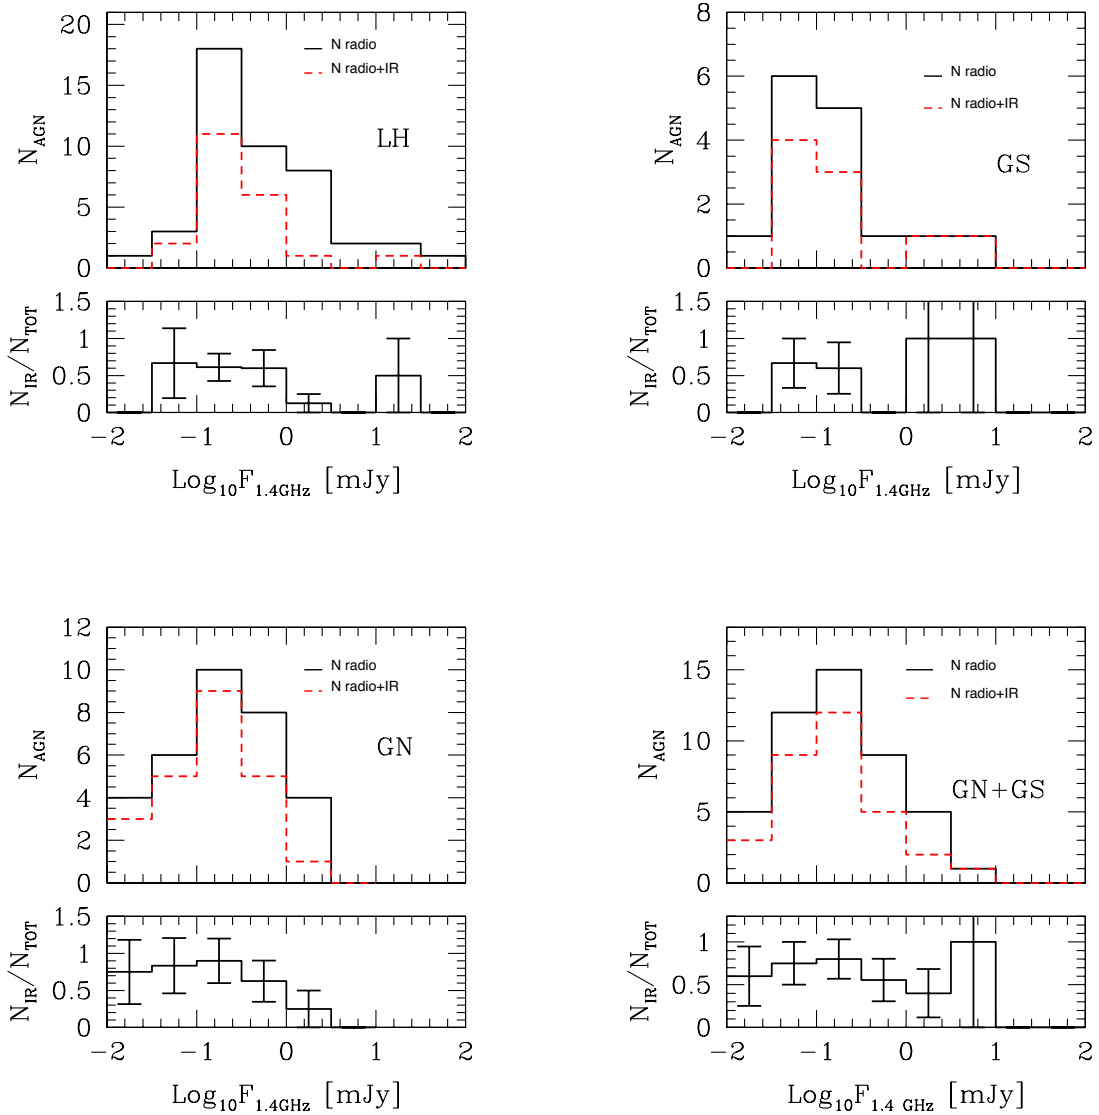 20
15
10
5
0
N_AGN
N radio
N radio+IR
LH
1.5
1
0.5
0
N_IR/N_TOT
−2
−1
0
1
2
Log_10F_1.4GHz [mJy]
8
6
4
2
0
N_AGN
N radio
N radio+IR
GS
1.5
1
0.5
0
N_IR/N_TOT
−2
−1
0
1
2
Log_10F_1.4GHz [mJy]
12
10
8
6
4
2
0
N_AGN
N radio
N radio+IR
GN
1.5
1
0.5
0
N_IR/N_TOT
−2
−1
0
1
2
Log_10F_1.4GHz [mJy]
15
10
5
0
N_AGN
N radio
N radio+IR
GN+GS
1
0.5
0
N_IR/N_TOT
−2
−1
0
1
2
Log_10F_1.4 GHz [mJy]